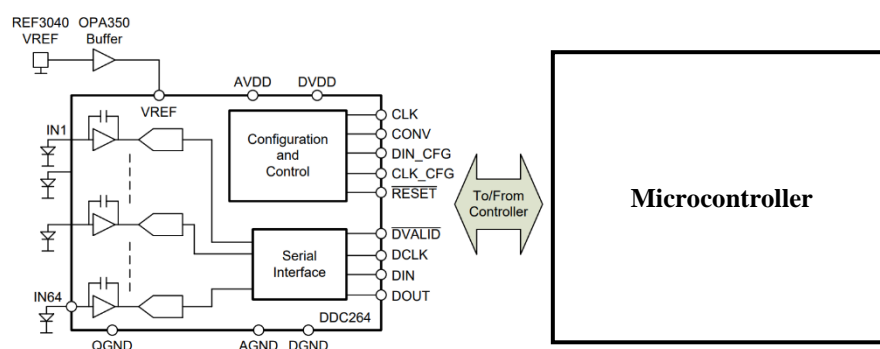 REF3040 OPA350
VREF Buffer
AVDD DVDD
VREF
IN1
CLK
CONV
DIN_CFG
CLK_CFG
RESET
Configuration
and
Control
To/From
Controller
Microcontroller
DVALID
DCLK
DIN
DOUT
Serial
Interface
IN64
DDC264
QGND AGND DGND